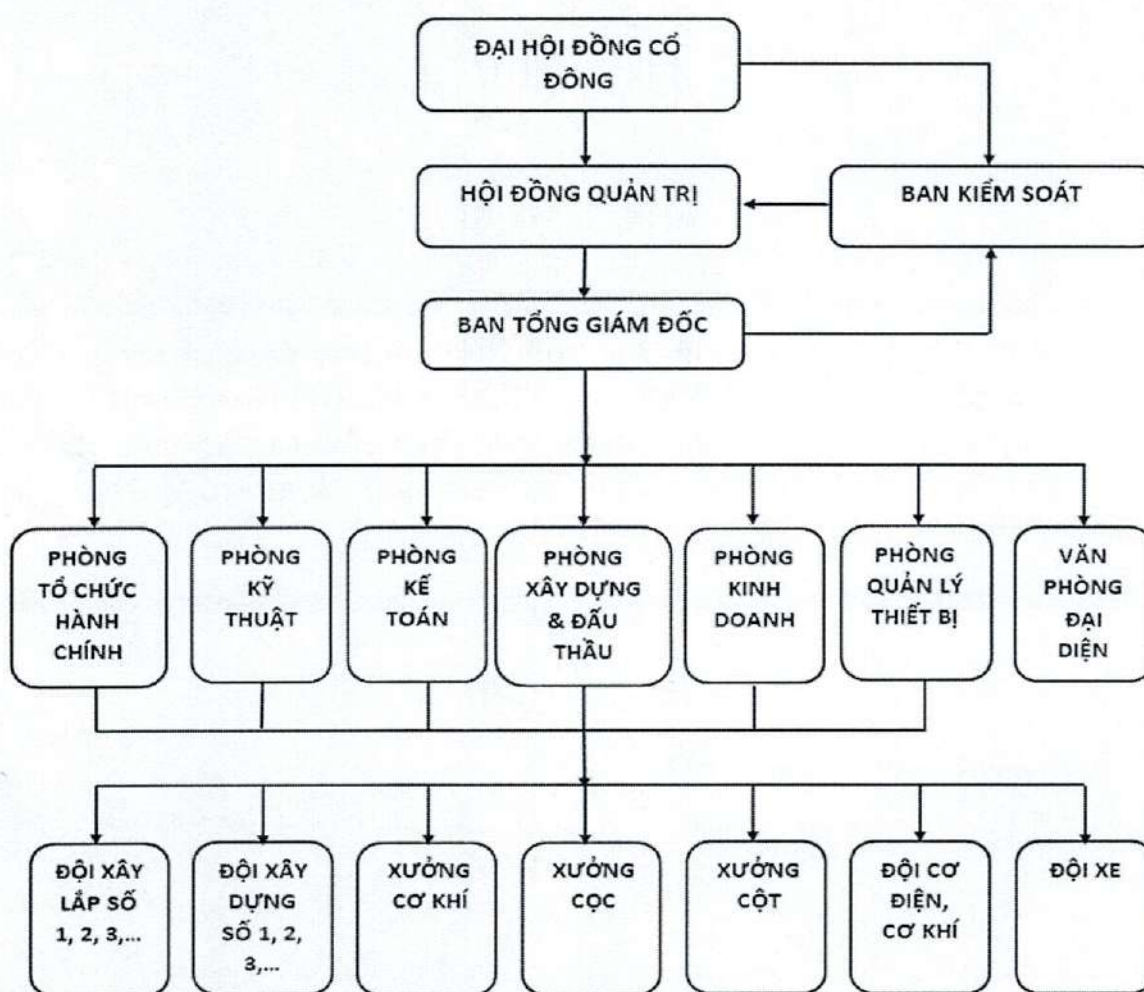 ĐẠI HỘI ĐỒNG CỔ
ĐÔNG
HỘI ĐỒNG QUẢN TRỊ
BAN KIỂM SOÁT
BAN TỔNG GIÁM ĐỐC
PHÒNG
TỔ CHỨC
HÀNH
CHÍNH
PHÒNG
KỸ
THUẬT
PHÒNG
KẾ
TOÁN
PHÒNG
XÂY DỰNG
& ĐẤU
THẦU
PHÒNG
KINH
DOANH
PHÒNG
QUẢN LÝ
THIẾT BỊ
VĂN
PHÒNG
ĐẠI
DIỆN
ĐỘI XÂY
LẮP SỐ
1, 2, 3,...
ĐỘI XÂY
DỰNG
SỐ 1, 2,
3,...
XƯỞNG
CƠ KHÍ
XƯỞNG
CỌC
XƯỞNG
CỘT
ĐỘI CƠ
ĐIỆN,
CƠ KHÍ
ĐỘI XE